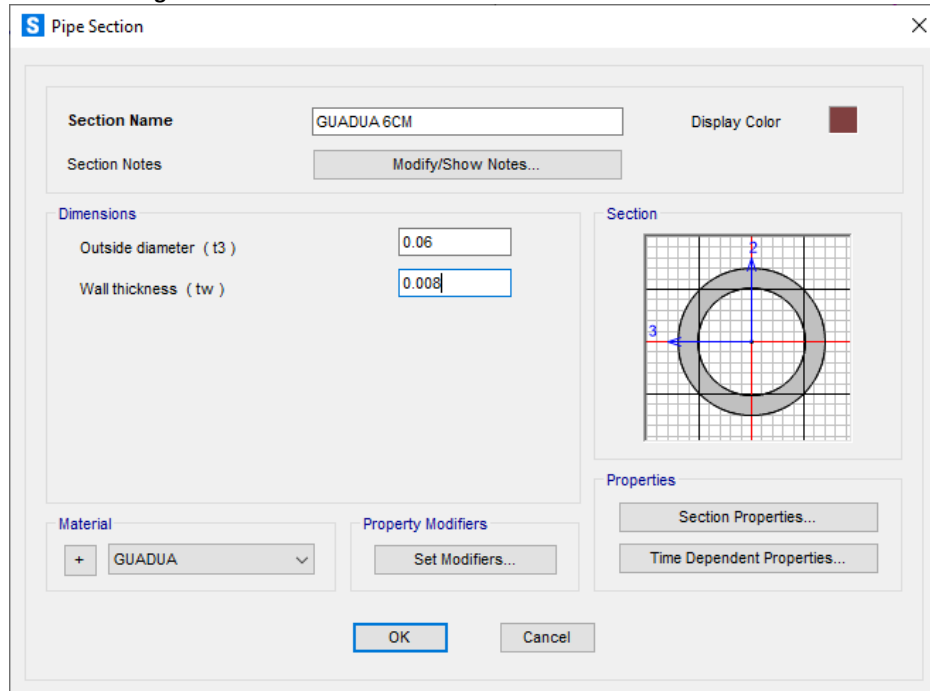 S Pipe Section
Section Name GUADUA 6CM Display Color
Section Notes Modify/Show Notes...
Dimensions
Outside diameter ( t3 ) 0.06
Wall thickness ( tw ) 0.008
Section
2
3
Properties
Section Properties...
Time Dependent Properties...
Material
+ GUADUA
Property Modifiers
Set Modifiers...
OK Cancel